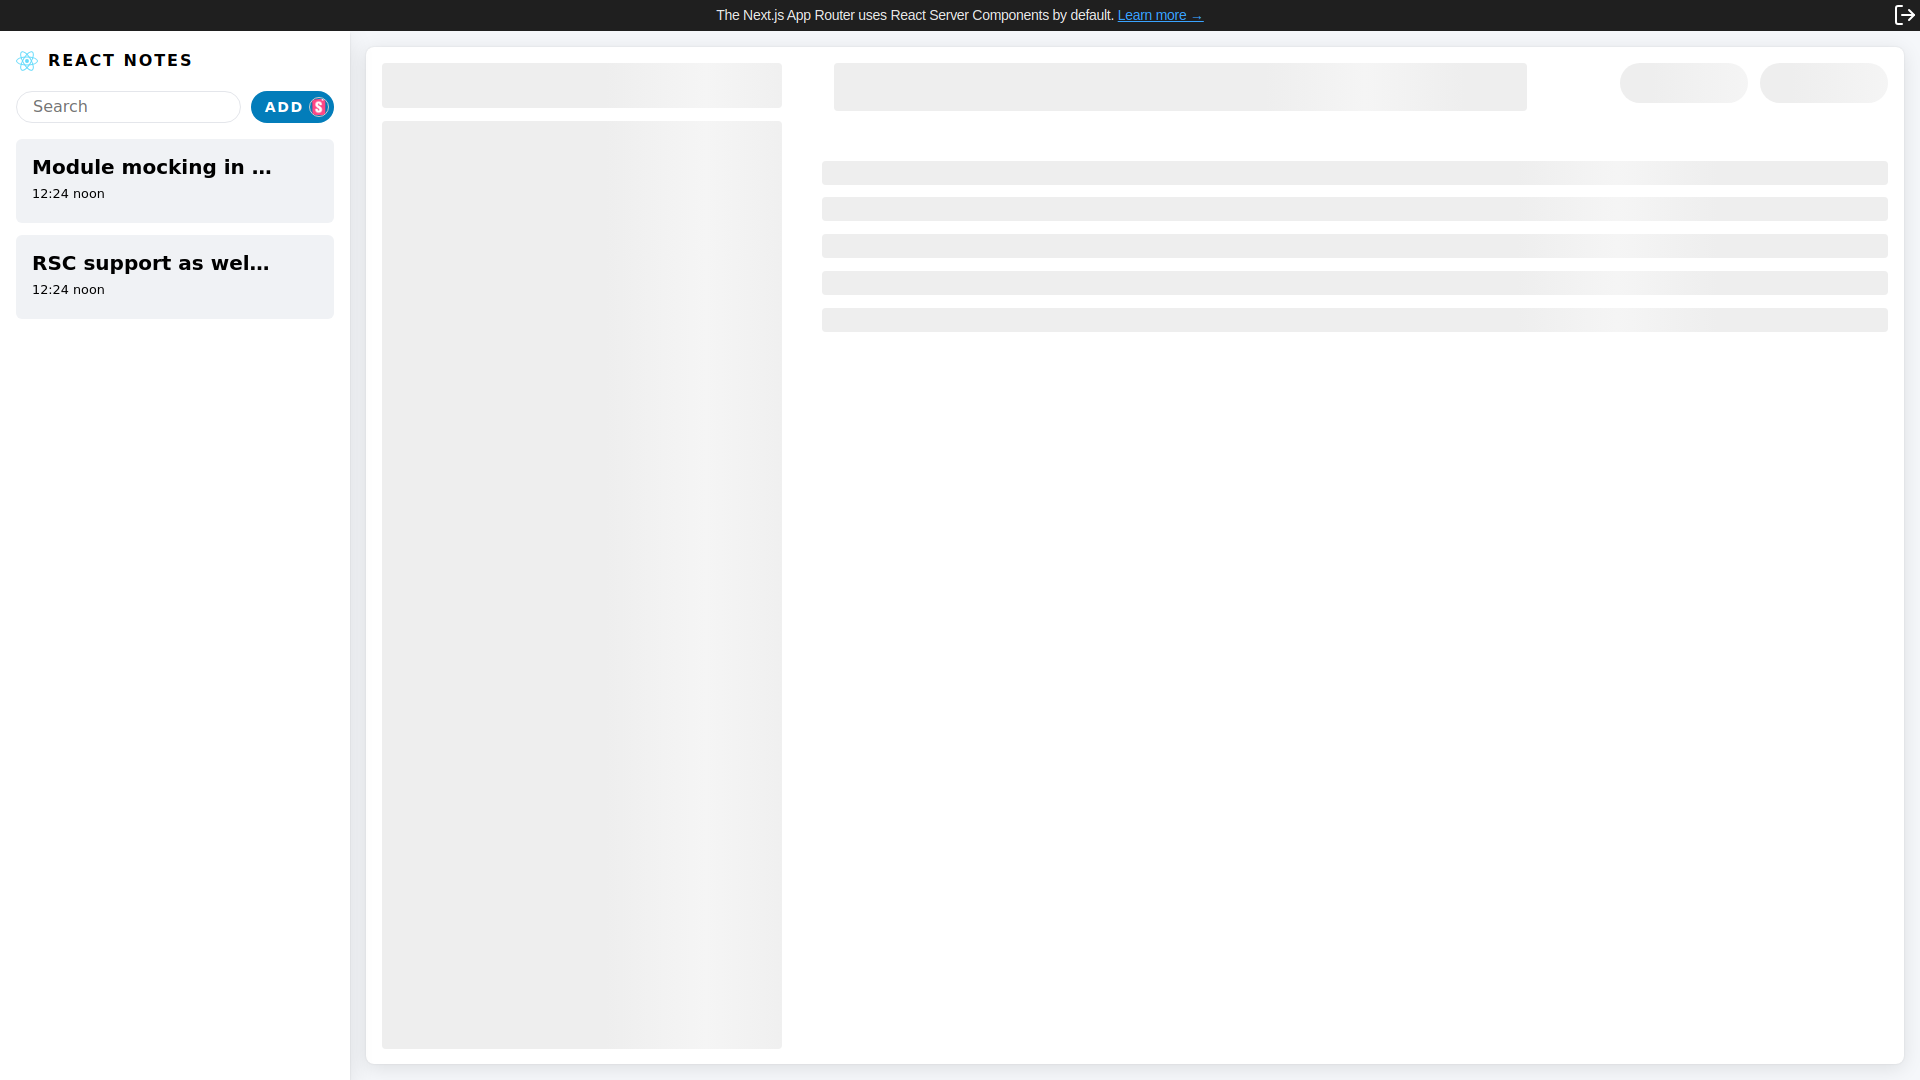 The Next.js App Router uses React Server Components by default. Learn more →
REACT NOTES
Search
ADD
Module mocking in ...
12:24 noon
RSC support as wel...
12:24 noon